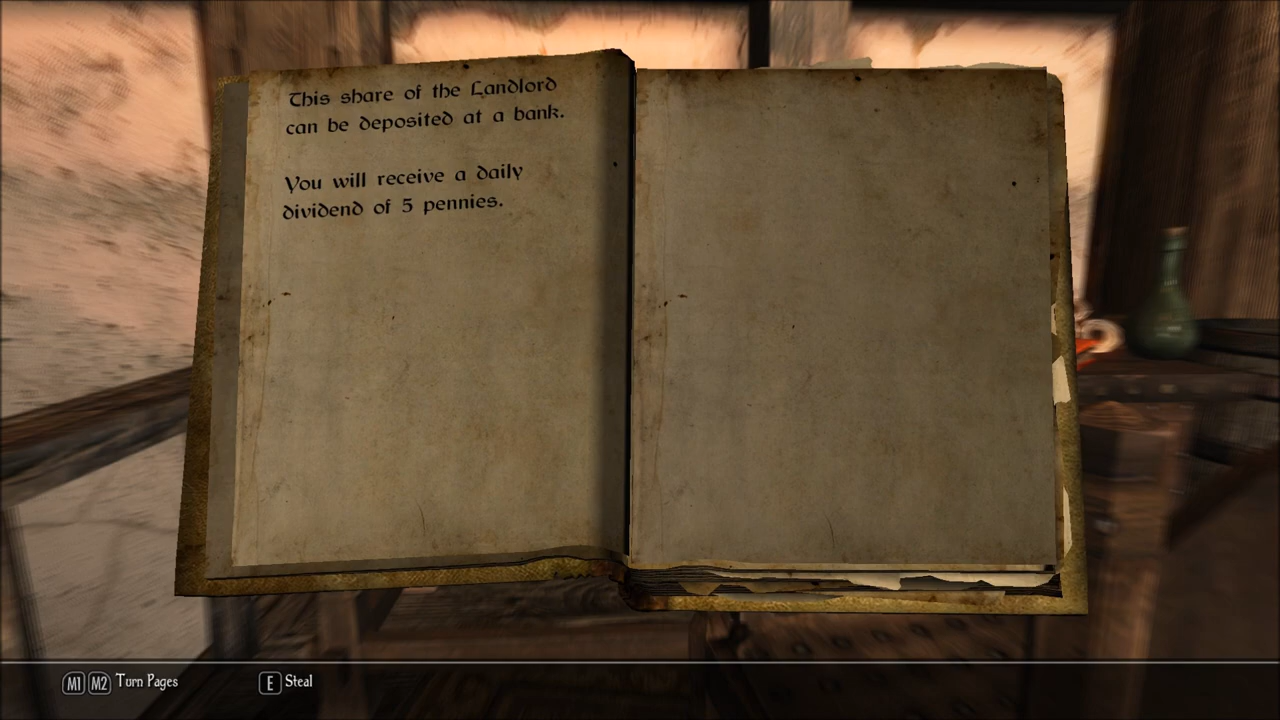 This share of the Landlord
can be deposited at a bank.
You will receive a daily
dividend of 5 pennies.
M1 M2 Turn Pages
E Steal